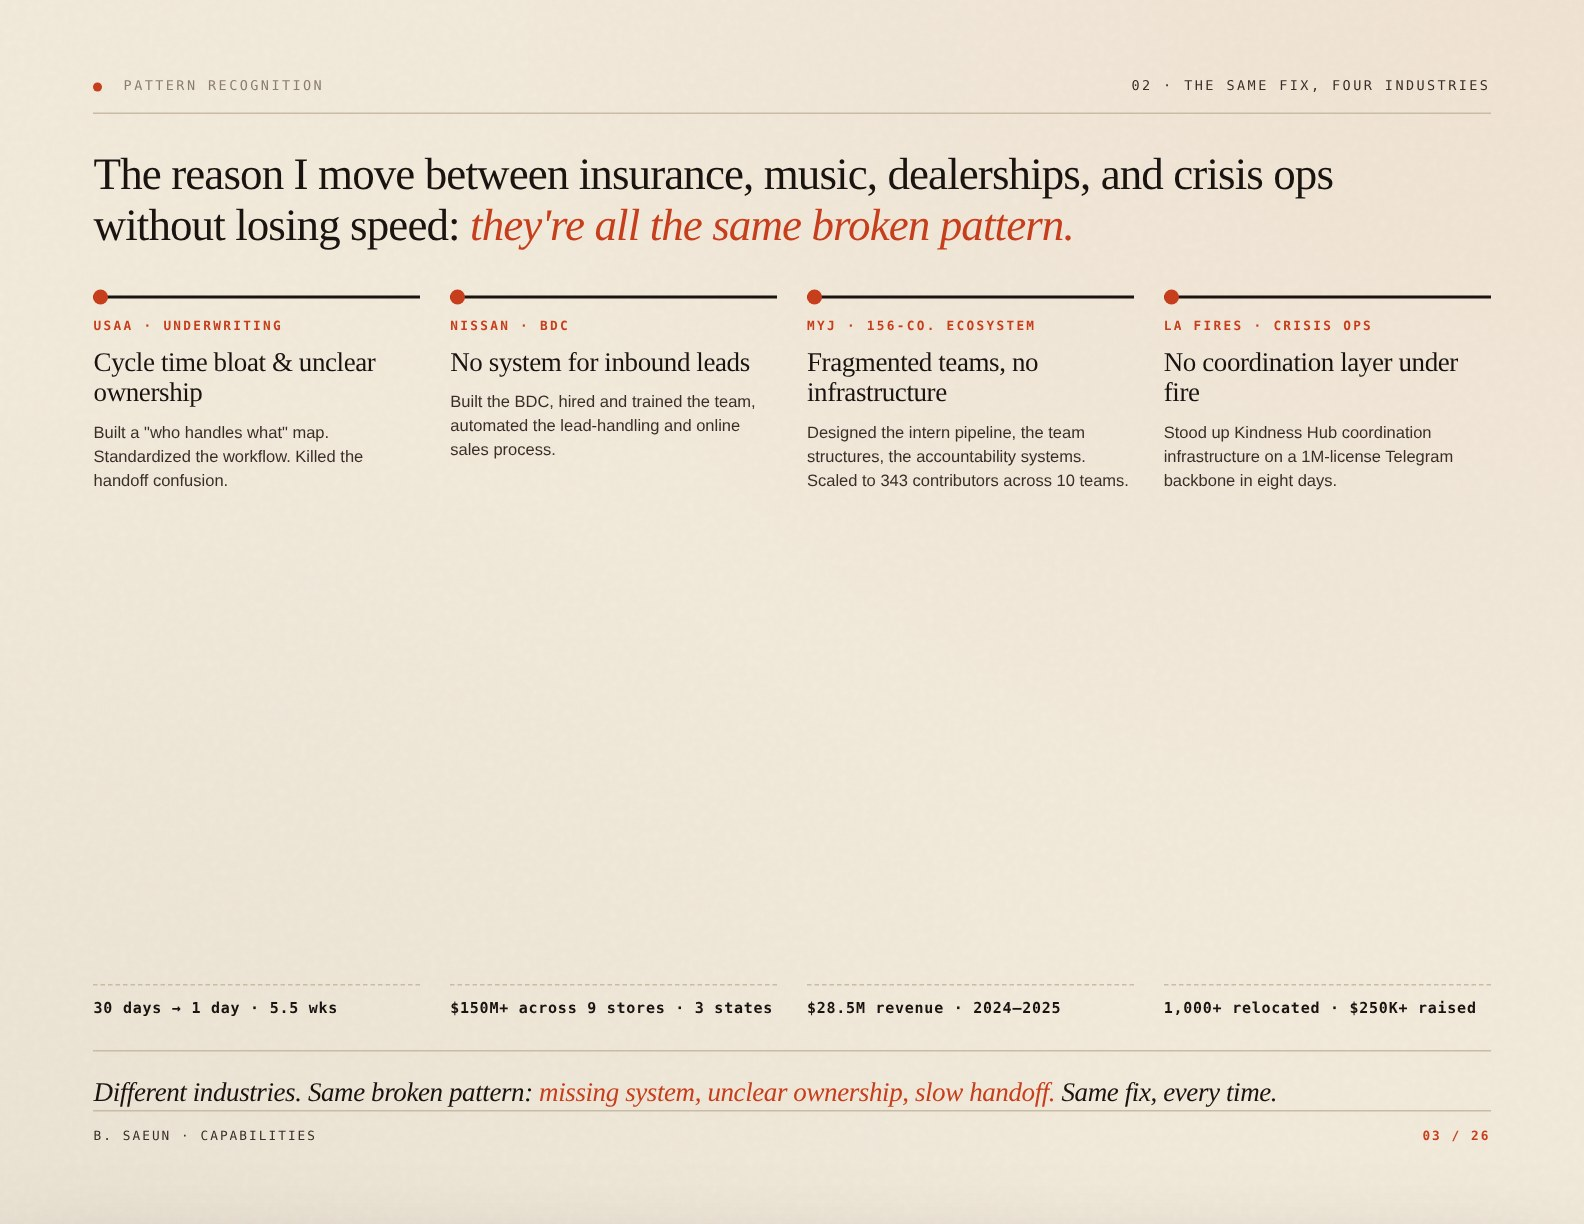 PATTERN RECOGNITION
02 · THE SAME FIX, FOUR INDUSTRIES
The reason I move between insurance, music, dealerships, and crisis ops
without losing speed: they're all the same broken pattern.
USAA · UNDERWRITING
Cycle time bloat & unclear
ownership
Built a "who handles what" map.
Standardized the workflow. Killed the
handoff confusion.
30 days → 1 day · 5.5 wks
NISSAN · BDC
No system for inbound leads
Built the BDC, hired and trained the team,
automated the lead-handling and online
sales process.
$150M+ across 9 stores · 3 states
MYJ · 156-CO. ECOSYSTEM
Fragmented teams, no
infrastructure
Designed the intern pipeline, the team
structures, the accountability systems.
Scaled to 343 contributors across 10 teams.
$28.5M revenue · 2024–2025
LA FIRES · CRISIS OPS
No coordination layer under
fire
Stood up Kindness Hub coordination
infrastructure on a 1M-license Telegram
backbone in eight days.
1,000+ relocated · $250K+ raised
Different industries. Same broken pattern: missing system, unclear ownership, slow handoff. Same fix, every time.
B. SAEUN · CAPABILITIES
03 / 26